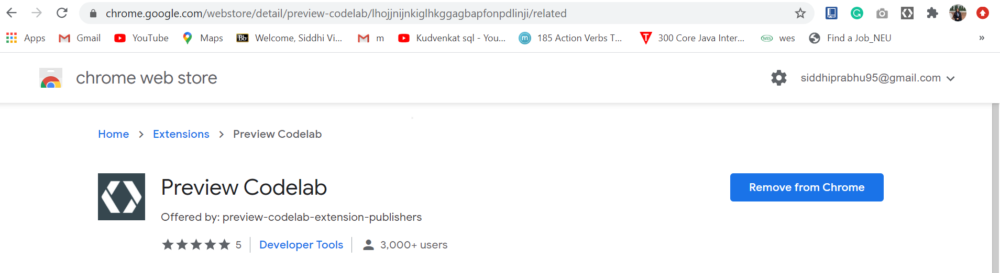 chrome.google.com/webstore/detail/preview-codelab/lhojjnijnkiglhkggagbapfonpdlinji/related
Apps Gmail YouTube Maps Bb Welcome, Siddhi Vi... m Kudvenkat sql - You... m 185 Action Verbs T... T 300 Core Java Inter... WES wes Find a Job_NEU »
chrome web store siddhiprabhu95@gmail.com
Home > Extensions > Preview Codelab
Preview Codelab Remove from Chrome
Offered by: preview-codelab-extension-publishers
5 Developer Tools 3,000+ users